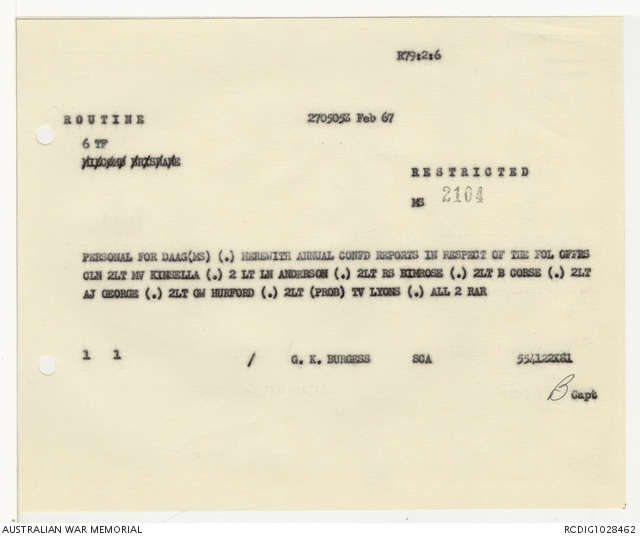 R79:2:6
ROUTINE
270505Z Feb 67
6 TF
RESTRICTED
MS 2104
PERSONAL FOR DAAG(MS) (.) HEREWITH ANNUAL CONFD REPORTS IN RESPECT OF THE FOL OFFRS
CLN 2LT MV KINSELLA (.) 2 LT LN ANDERSON (.) 2LT RS BIMROSE (.) 2LT B GORSE (.) 2LT
AJ GEORGE (.) 2LT GW HURFORD (.) 2LT (PROB) TV LYONS (.) ALL 2 RAR
1 1 / G. K. BURGESS SCA 554122X81
B Capt
AUSTRALIAN WAR MEMORIAL RCDIG1028462